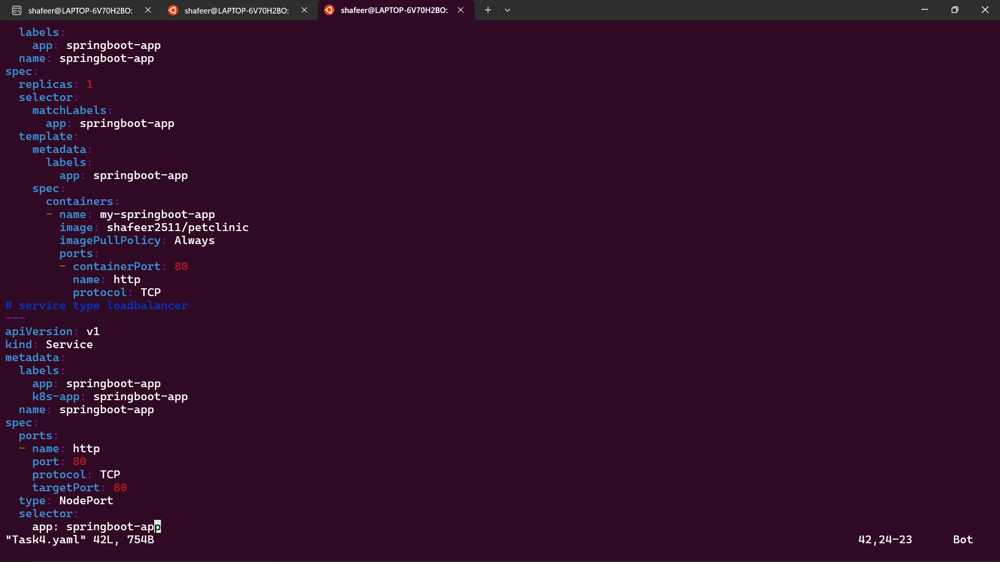 shafeer@LAPTOP-6V70H2BO: shafeer@LAPTOP-6V70H2BO: shafeer@LAPTOP-6V70H2BO:
  labels:
    app: springboot-app
  name: springboot-app
spec:
  replicas: 1
  selector:
    matchLabels:
      app: springboot-app
  template:
    metadata:
      labels:
        app: springboot-app
    spec:
      containers:
      - name: my-springboot-app
        image: shafeer2511/petclinic
        imagePullPolicy: Always
        ports:
        - containerPort: 80
          name: http
          protocol: TCP
# service type loadbalancer
---
apiVersion: v1
kind: Service
metadata:
  labels:
    app: springboot-app
    k8s-app: springboot-app
  name: springboot-app
spec:
  ports:
  - name: http
    port: 80
    protocol: TCP
    targetPort: 80
  type: NodePort
  selector:
    app: springboot-app
"Task4.yaml" 42L, 754B 42,24-23 Bot